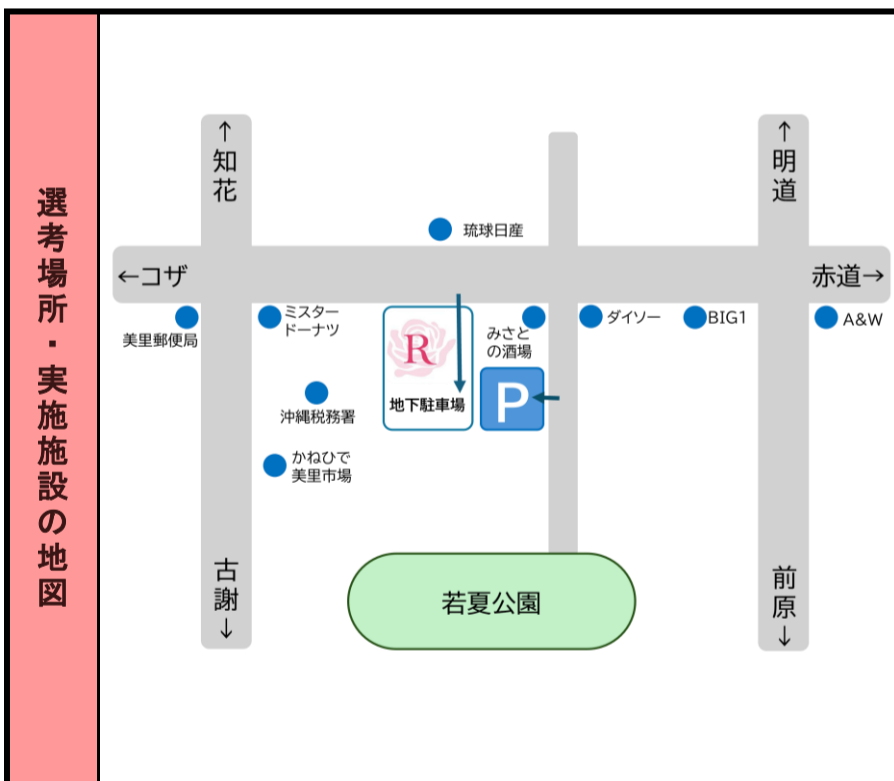 選考場所・実施施設の地図
↑知花
↑明道
琉球日産
←コザ
赤道→
美里郵便局
ミスター
ドーナツ
R
みさと
の酒場
ダイソー
BIG1
A&W
地下駐車場
P
沖縄税務署
かねひで
美里市場
古謝↓
若夏公園
前原↓